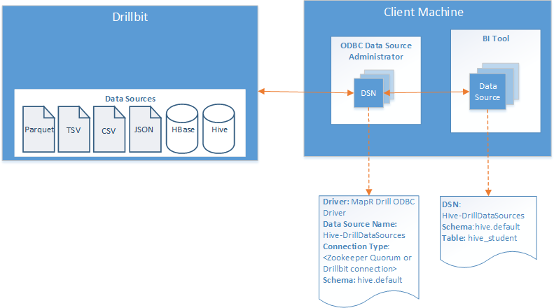 Drillbit
Data Sources
Parquet
TSV
CSV
JSON
HBase
Hive
Client Machine
ODBC Data Source
Administrator
DSN
BI Tool
Data
Source
Driver: MapR Drill ODBC
Driver
Data Source Name:
Hive-DrillDataSources
Connection Type:
<Zookeeper Quorum or
Drillbit connection>
Schema: hive.default
DSN:
Hive-DrillDataSources
Schema:hive.default
Table: hive_student